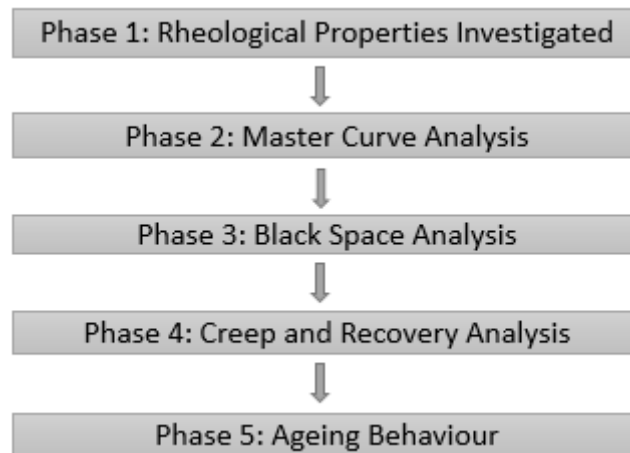 Phase 1: Rheological Properties Investigated
Phase 2: Master Curve Analysis
Phase 3: Black Space Analysis
Phase 4: Creep and Recovery Analysis
Phase 5: Ageing Behaviour